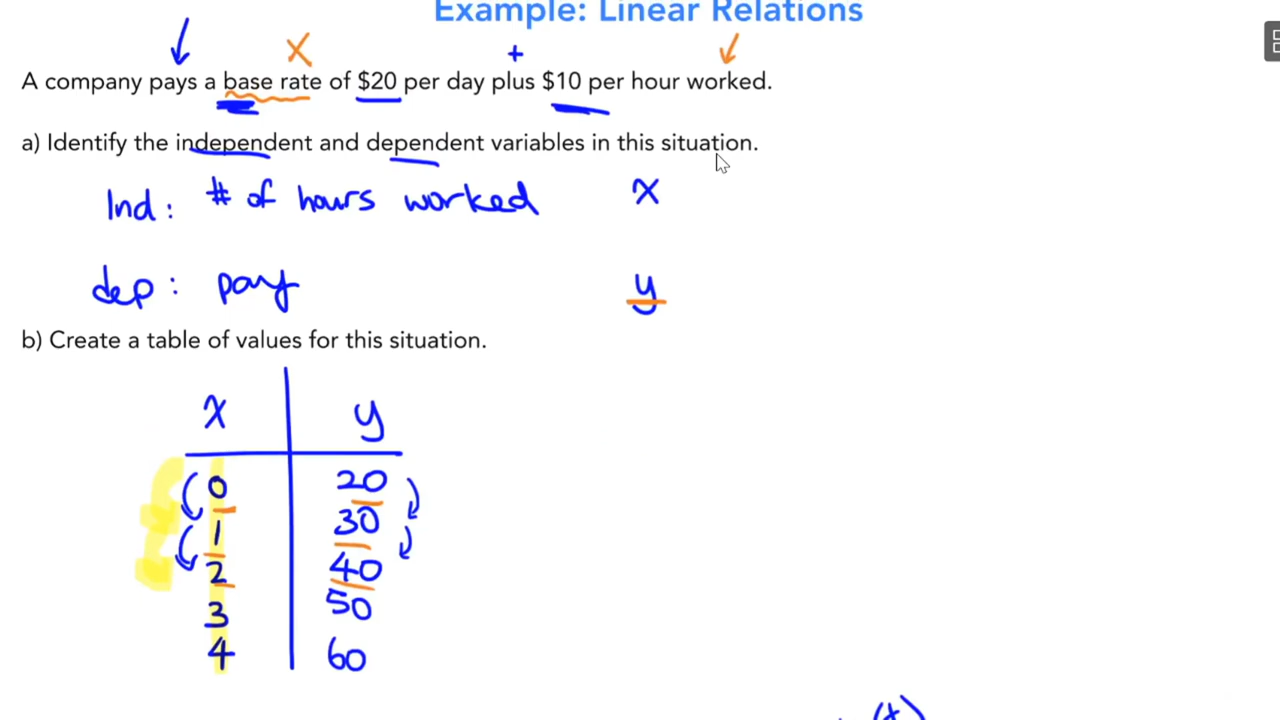 Example: Linear Relations
x +
A company pays a base rate of $20 per day plus $10 per hour worked.
a) Identify the independent and dependent variables in this situation.
Ind: # of hours worked x
dep: pay y
b) Create a table of values for this situation.
x y
0 20
1 30
2 40
3 50
4 60
(x)